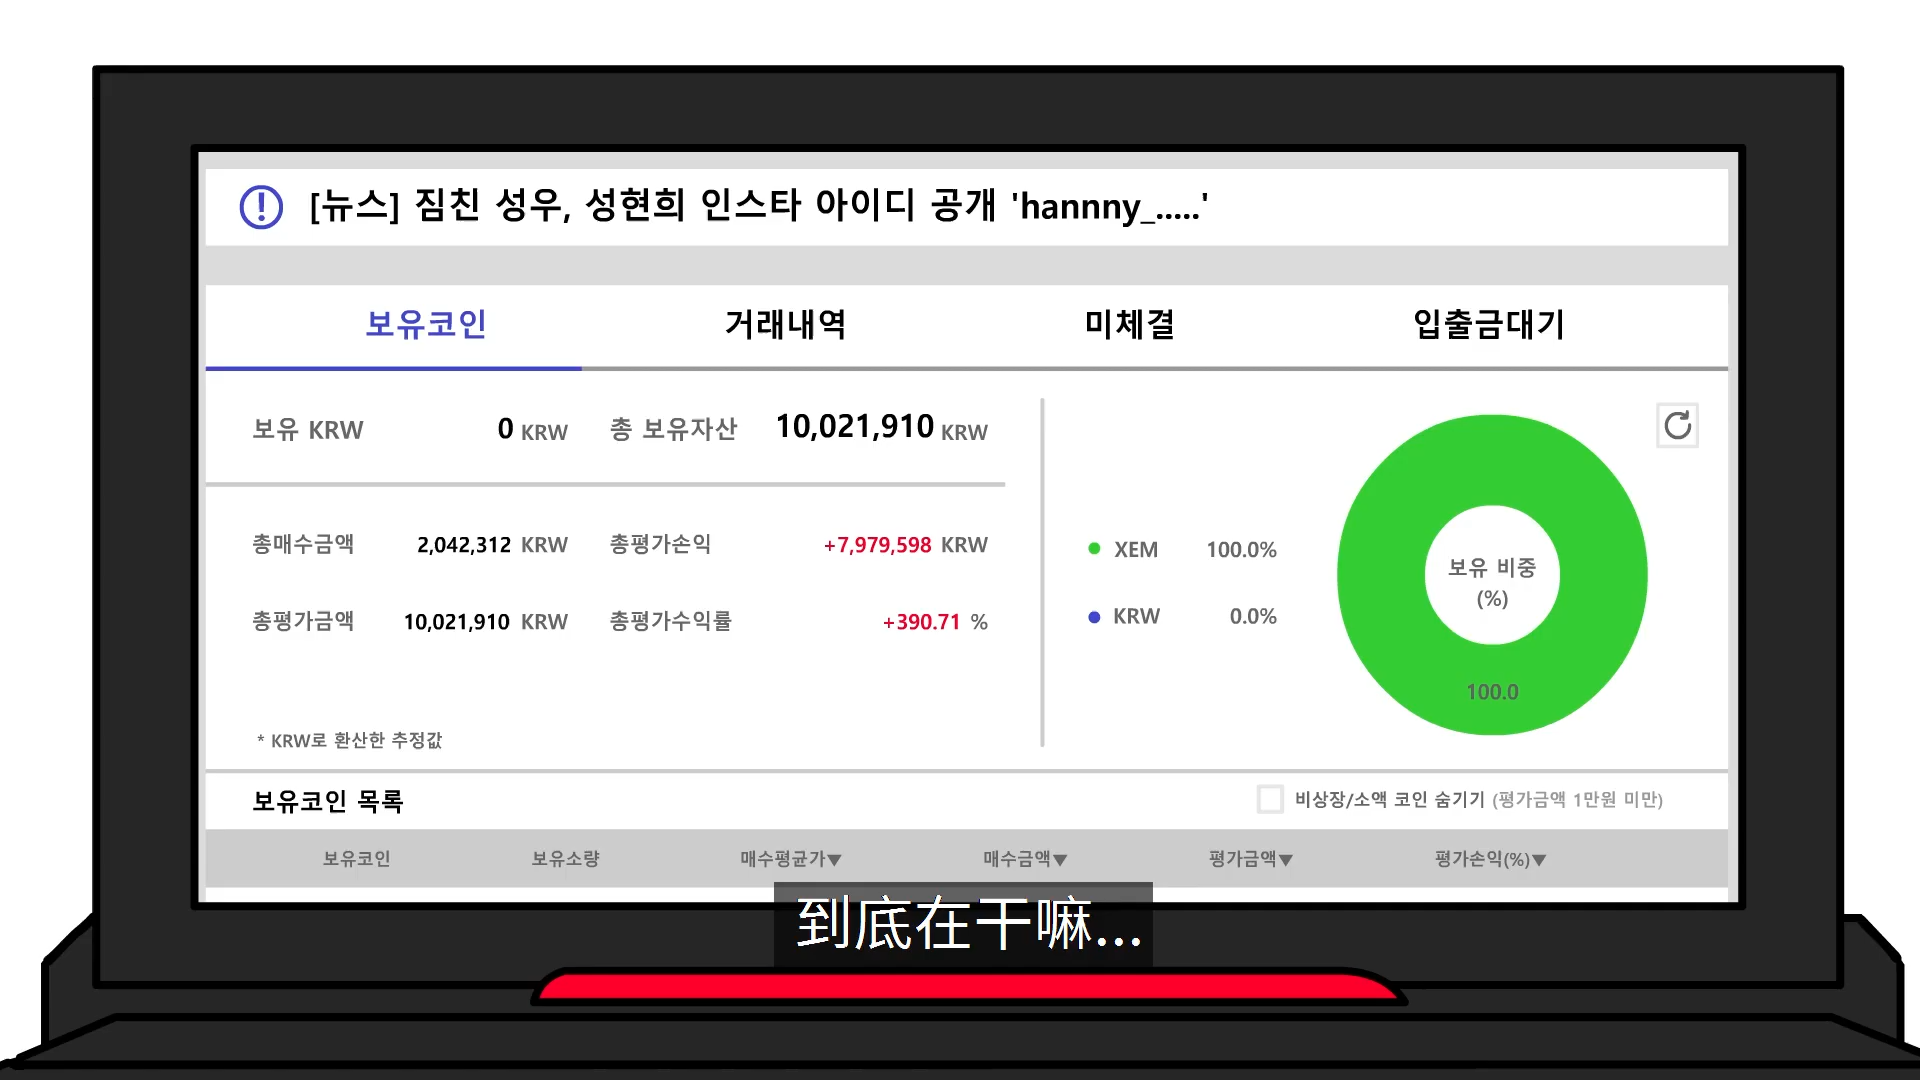 [뉴스] 짐친 성우, 성현희 인스타 아이디 공개 'hannny_.....'
보유코인 거래내역 미체결 입출금대기
보유 KRW 0 KRW 총 보유자산 10,021,910 KRW
총매수금액 2,042,312 KRW 총평가손익 +7,979,598 KRW
총평가금액 10,021,910 KRW 총평가수익률 +390.71 %
* KRW로 환산한 추정값
XEM 100.0%
KRW 0.0%
보유 비중
(%)
100.0
보유코인 목록 비상장/소액 코인 숨기기 (평가금액 1만원 미만)
보유코인 보유소량 매수평균가▼ 매수금액▼ 평가금액▼ 평가손익(%)▼
到底在干嘛...